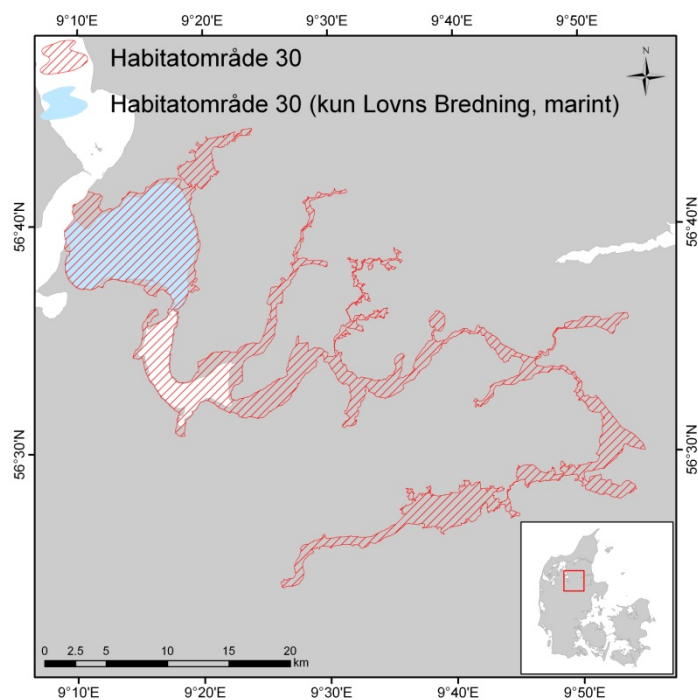 9°10'E 9°20'E 9°30'E 9°40'E 9°50'E
Habitatområde 30
N
Habitatområde 30 (kun Lovns Bredning, marint)
56°40'N 56°40'N
56°30'N 56°30'N
0 2.5 5 10 15 20
km
9°10'E 9°20'E 9°30'E 9°40'E 9°50'E